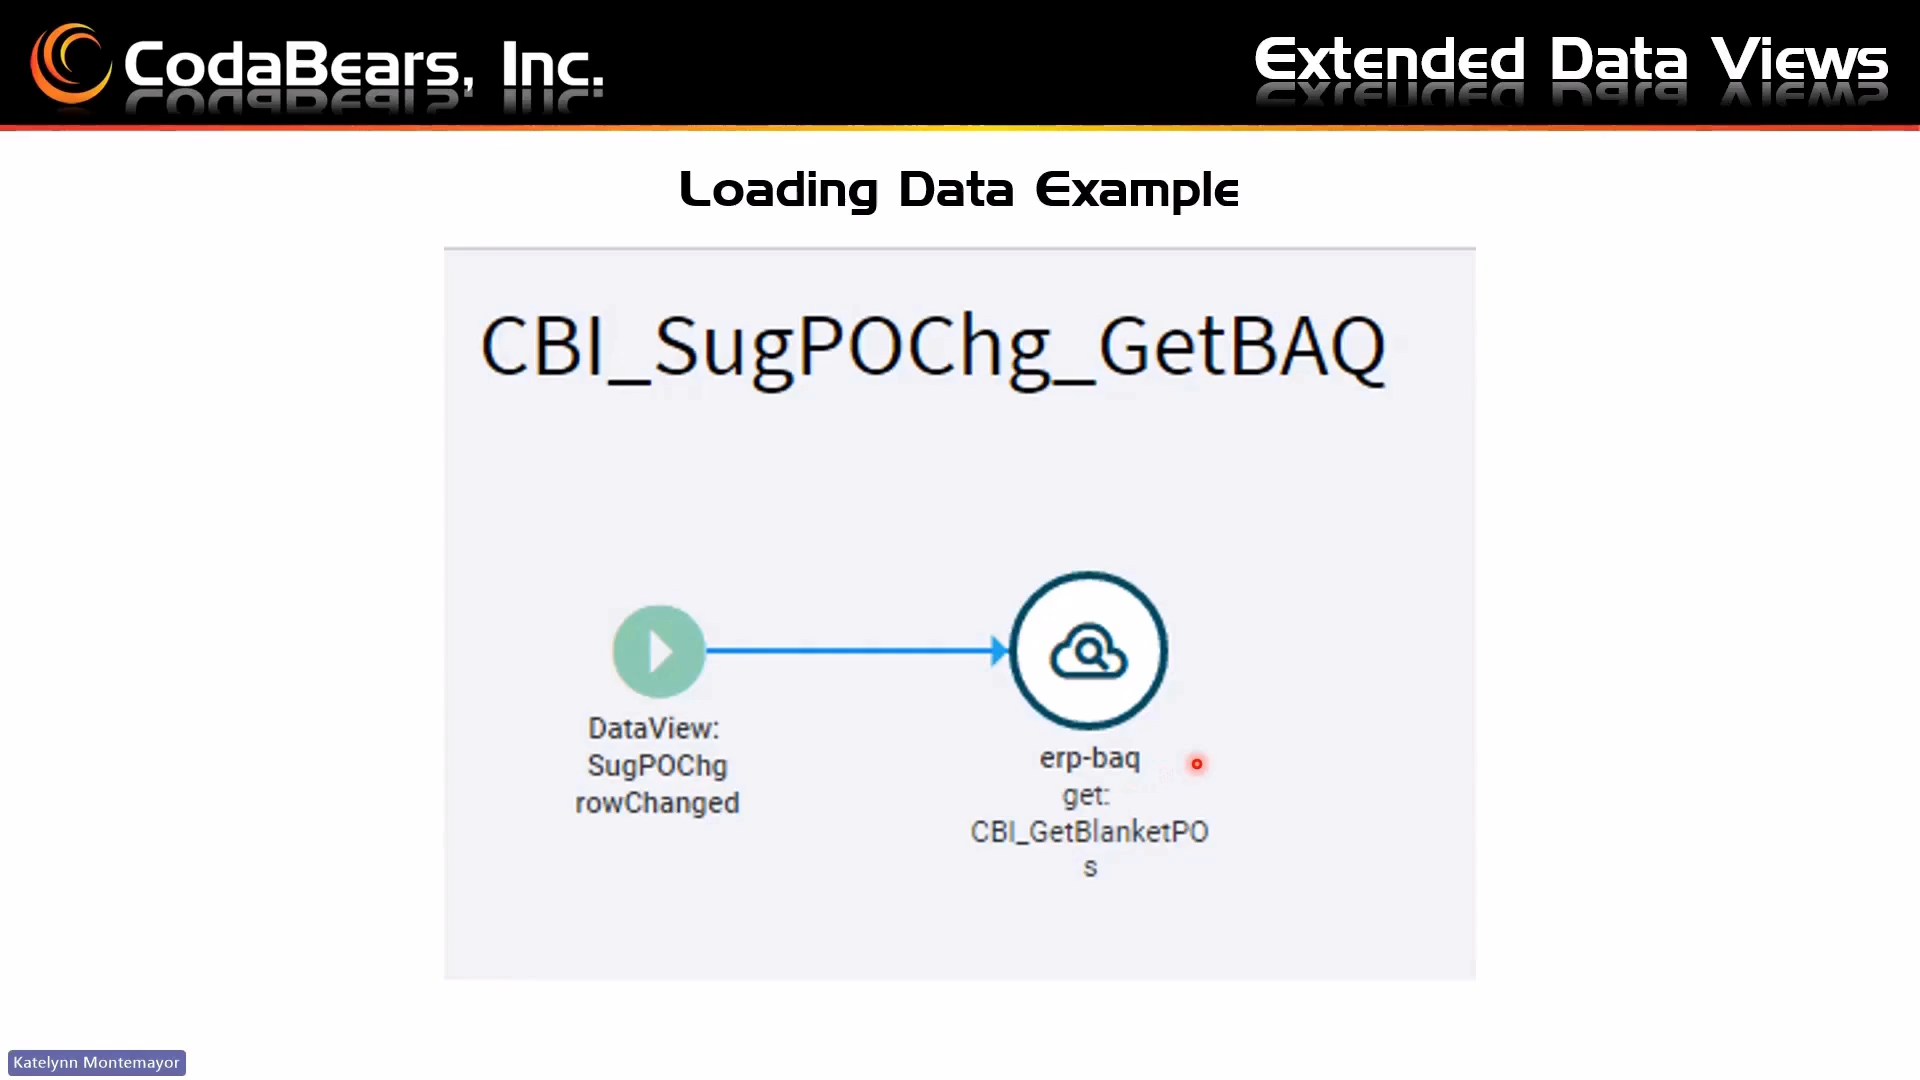 CodaBears, Inc.
Extended Data Views
Loading Data Example
CBI_SugPOChg_GetBAQ
DataView:
SugPOChg
rowChanged
erp-baq
get:
CBI_GetBlanketPO
s
Katelynn Montemayor